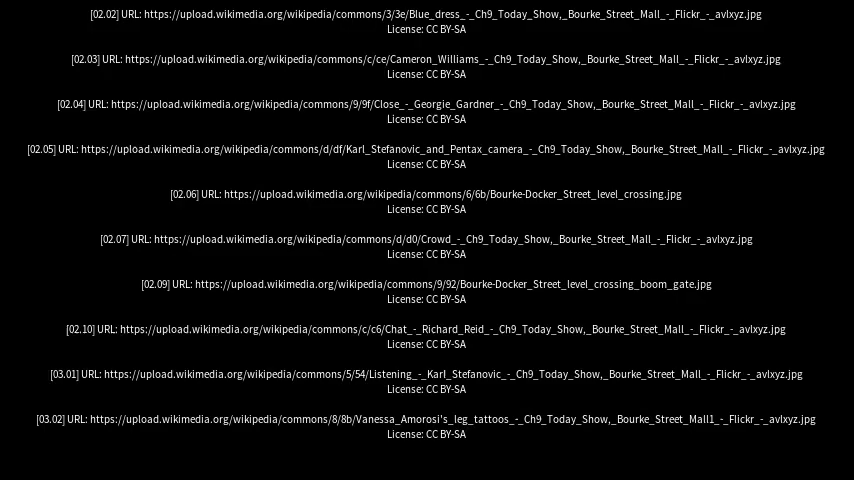 [02.02] URL: https://upload.wikimedia.org/wikipedia/commons/3/3e/Blue_dress_-_Ch9_Today_Show,_Bourke_Street_Mall_-_Flickr_-_avlxyz.jpg
License: CC BY-SA
[02.03] URL: https://upload.wikimedia.org/wikipedia/commons/c/ce/Cameron_Williams_-_Ch9_Today_Show,_Bourke_Street_Mall_-_Flickr_-_avlxyz.jpg
License: CC BY-SA
[02.04] URL: https://upload.wikimedia.org/wikipedia/commons/9/9f/Close_-_Georgie_Gardner_-_Ch9_Today_Show,_Bourke_Street_Mall_-_Flickr_-_avlxyz.jpg
License: CC BY-SA
[02.05] URL: https://upload.wikimedia.org/wikipedia/commons/d/df/Karl_Stefanovic_and_Pentax_camera_-_Ch9_Today_Show,_Bourke_Street_Mall_-_Flickr_-_avlxyz.jpg
License: CC BY-SA
[02.06] URL: https://upload.wikimedia.org/wikipedia/commons/6/6b/Bourke-Docker_Street_level_crossing.jpg
License: CC BY-SA
[02.07] URL: https://upload.wikimedia.org/wikipedia/commons/d/d0/Crowd_-_Ch9_Today_Show,_Bourke_Street_Mall_-_Flickr_-_avlxyz.jpg
License: CC BY-SA
[02.09] URL: https://upload.wikimedia.org/wikipedia/commons/9/92/Bourke-Docker_Street_level_crossing_boom_gate.jpg
License: CC BY-SA
[02.10] URL: https://upload.wikimedia.org/wikipedia/commons/c/c6/Chat_-_Richard_Reid_-_Ch9_Today_Show,_Bourke_Street_Mall_-_Flickr_-_avlxyz.jpg
License: CC BY-SA
[03.01] URL: https://upload.wikimedia.org/wikipedia/commons/5/54/Listening_-_Karl_Stefanovic_-_Ch9_Today_Show,_Bourke_Street_Mall_-_Flickr_-_avlxyz.jpg
License: CC BY-SA
[03.02] URL: https://upload.wikimedia.org/wikipedia/commons/8/8b/Vanessa_Amorosi's_leg_tattoos_-_Ch9_Today_Show,_Bourke_Street_Mall1_-_Flickr_-_avlxyz.jpg
License: CC BY-SA